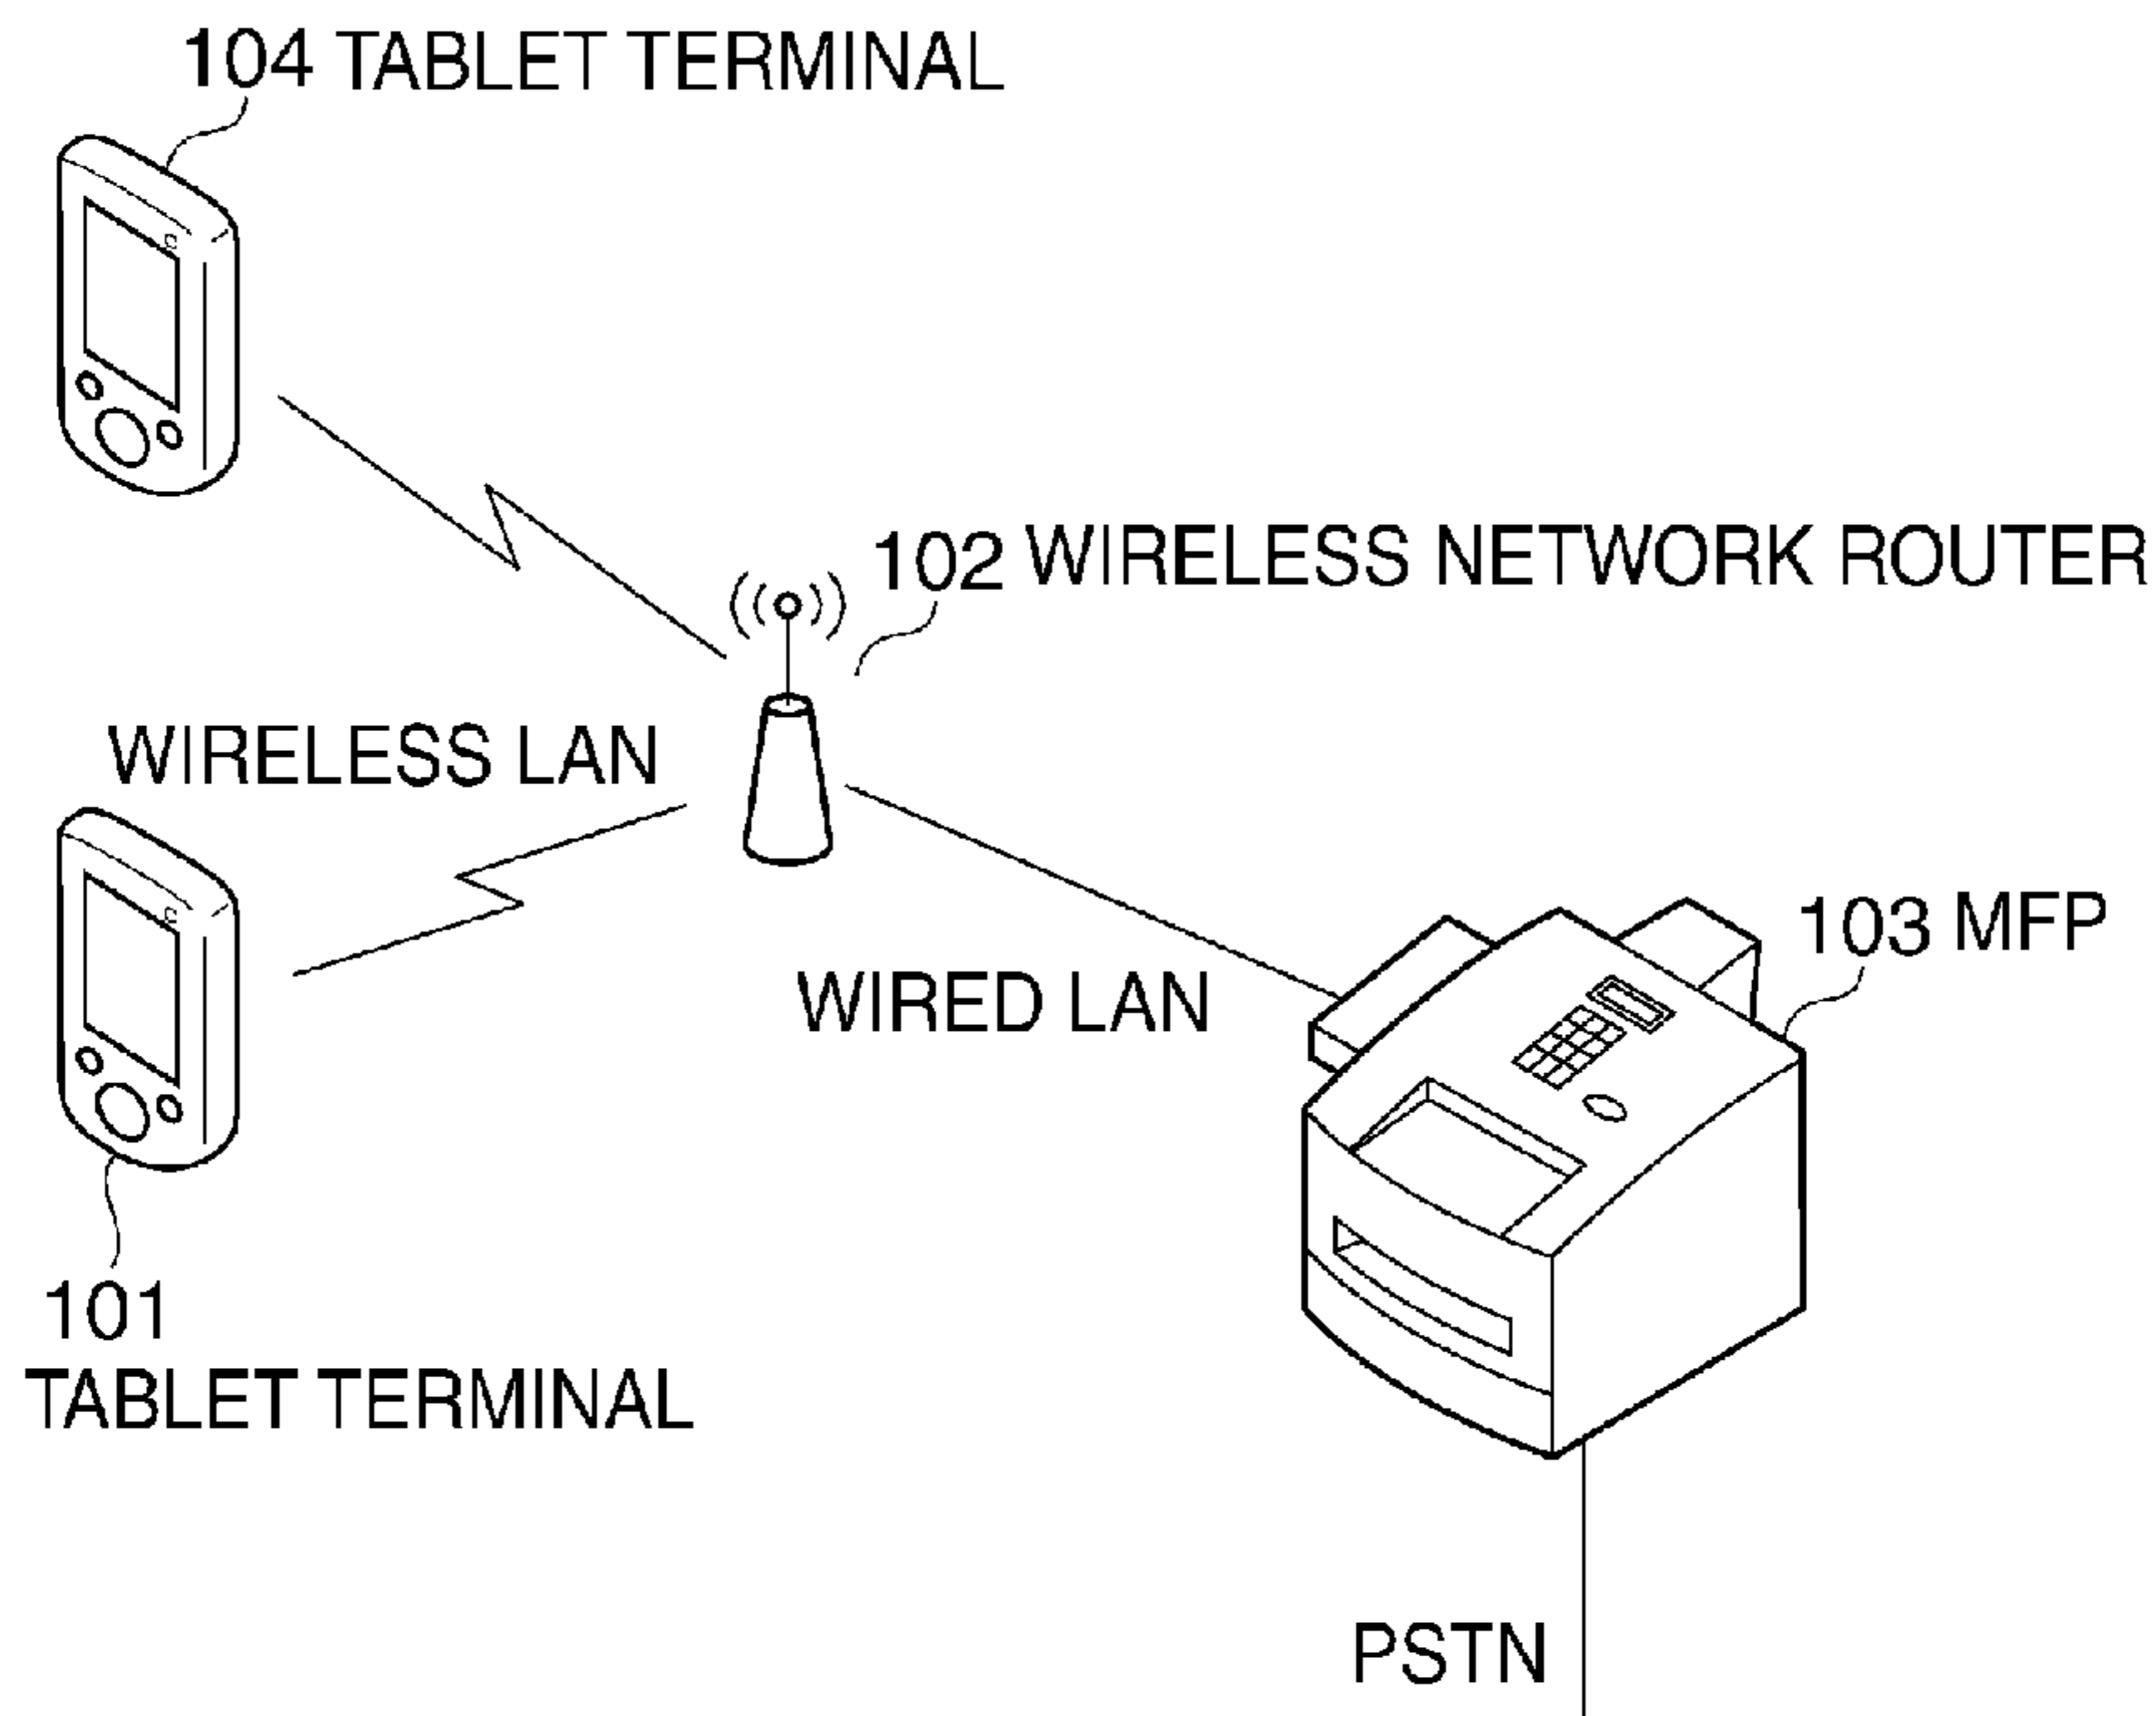 104 TABLET TERMINAL
102 WIRELESS NETWORK ROUTER
WIRELESS LAN
103 MFP
WIRED LAN
101
TABLET TERMINAL
PSTN